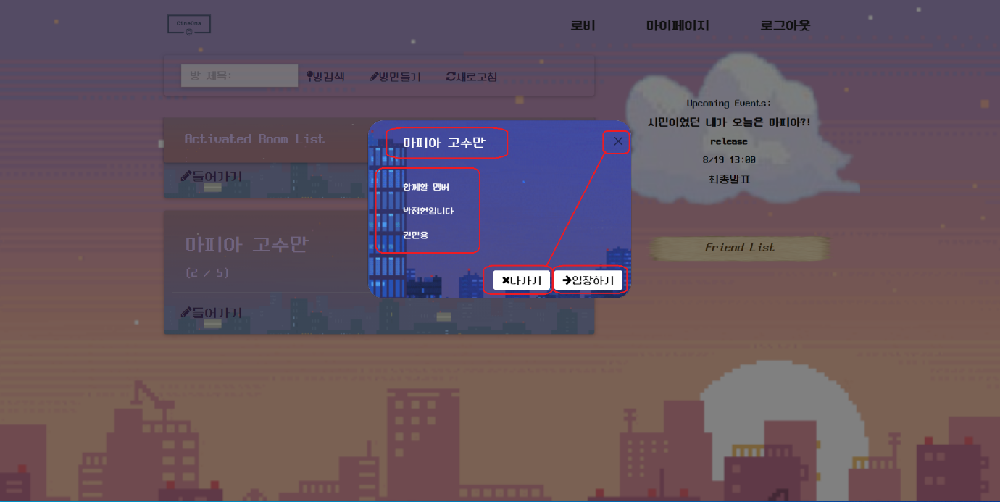 CineOma
로비 마이페이지 로그아웃
방 제목:
방검색 방만들기 새로고침
Activated Room List
들어가기
마피아 고수만
(2 / 5)
들어가기
마피아 고수만
함께할 멤버
박정현입니다
권민용
나가기 입장하기
Upcoming Events:
시민이였던 내가 오늘은 마피아?!
release
8/19 13:00
최종발표
Friend List